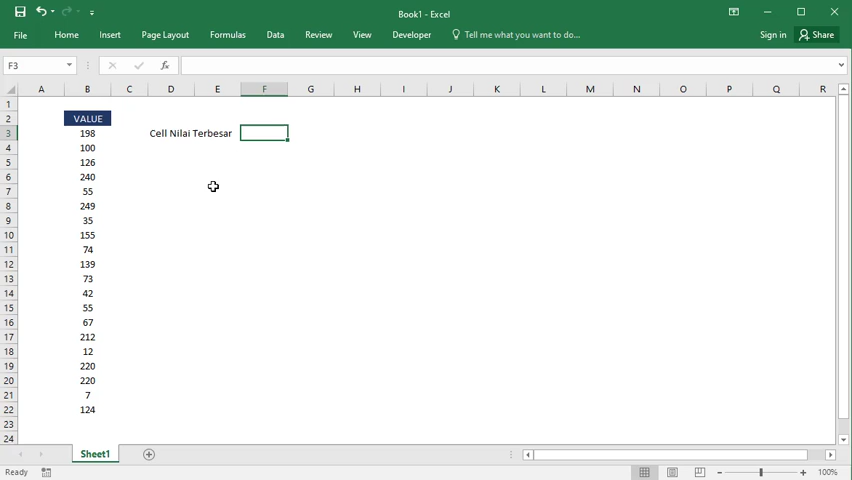 Book1 - Excel
Sign in
Share
File
Home
Insert
Page Layout
Formulas
Data
Review
View
Developer
Tell me what you want to do...
F3
fx
A B C D E F G H I J K L M N O P Q R
1
2 VALUE
3 198 Cell Nilai Terbesar
4 100
5 126
6 240
7 55
8 249
9 35
10 155
11 74
12 139
13 73
14 42
15 55
16 67
17 212
18 12
19 220
20 220
21 7
22 124
23
24
Sheet1
Ready
100%